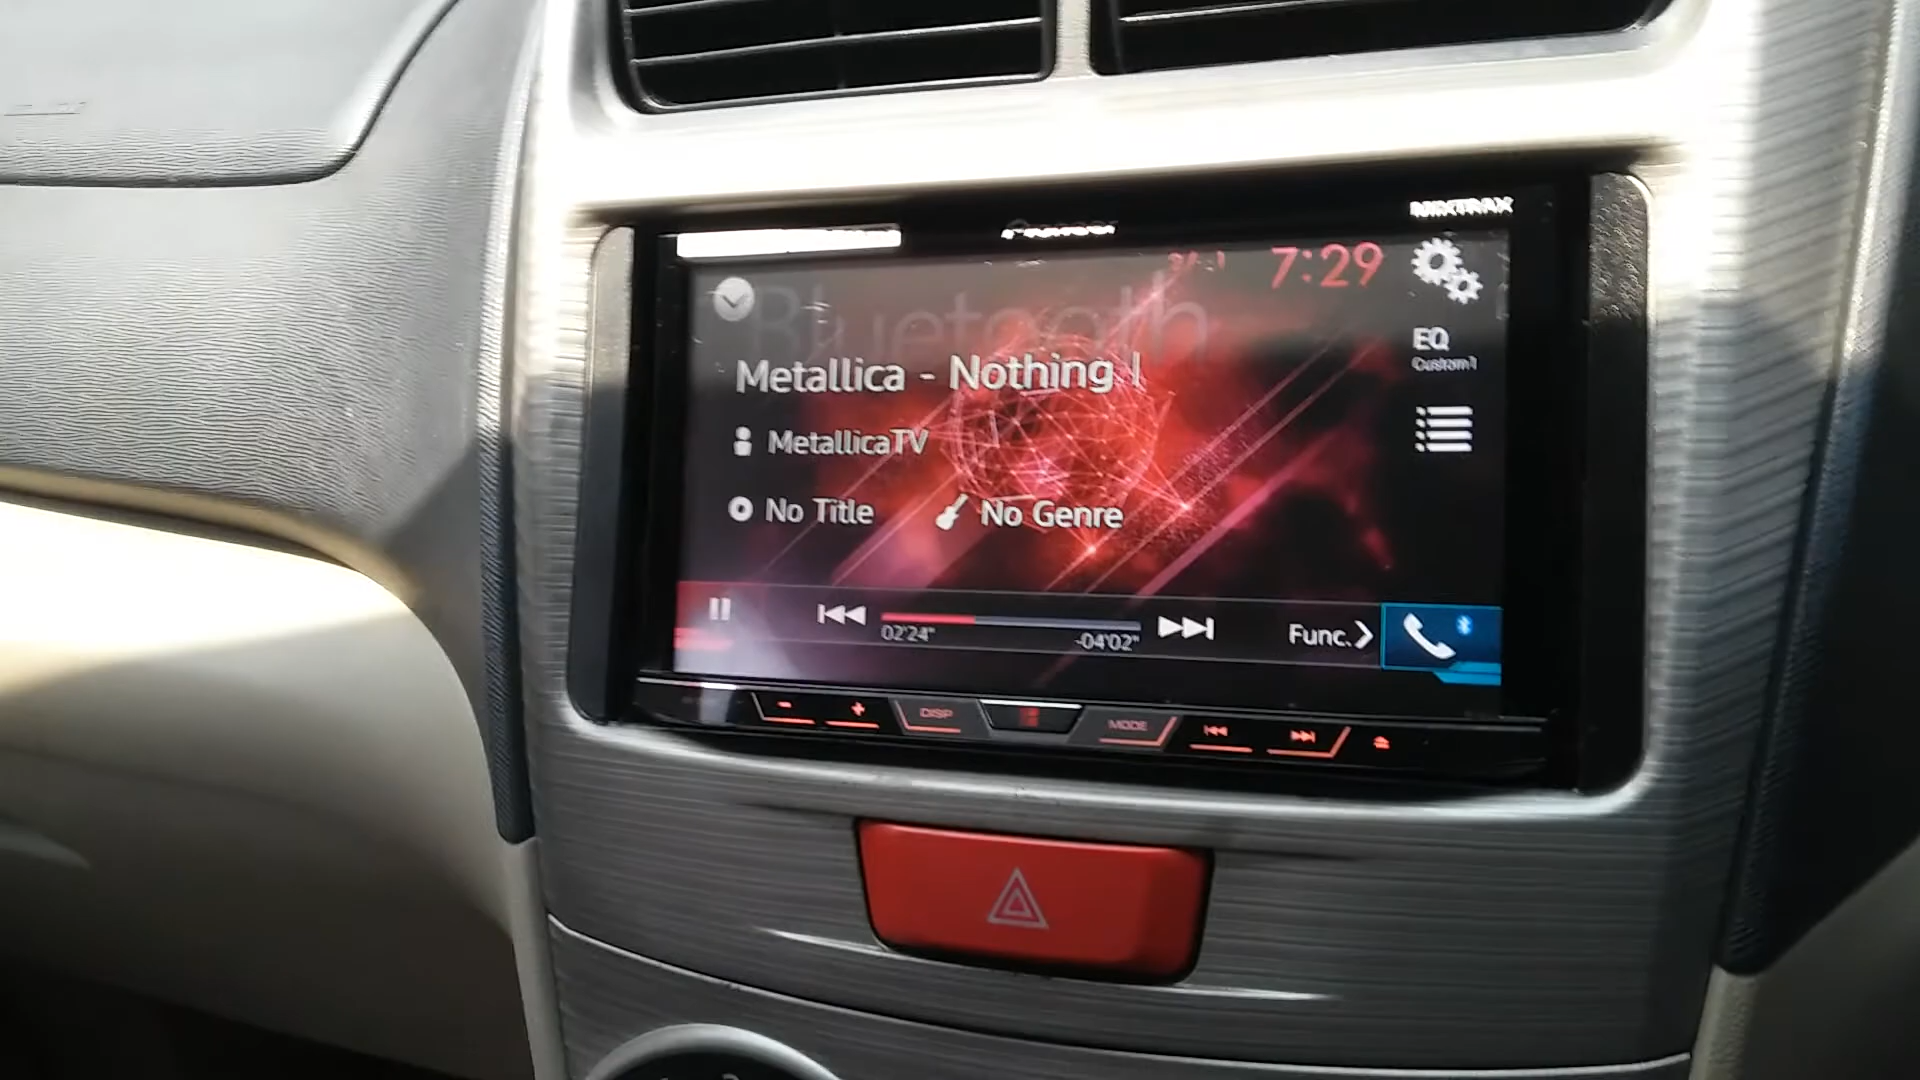 Pioneer
MIXTRAX
7:29
Bluetooth
EQ
Custom1
Metallica - Nothing
MetallicaTV
No Title
No Genre
02'24"
-04'02"
Func.
DISP
MODE